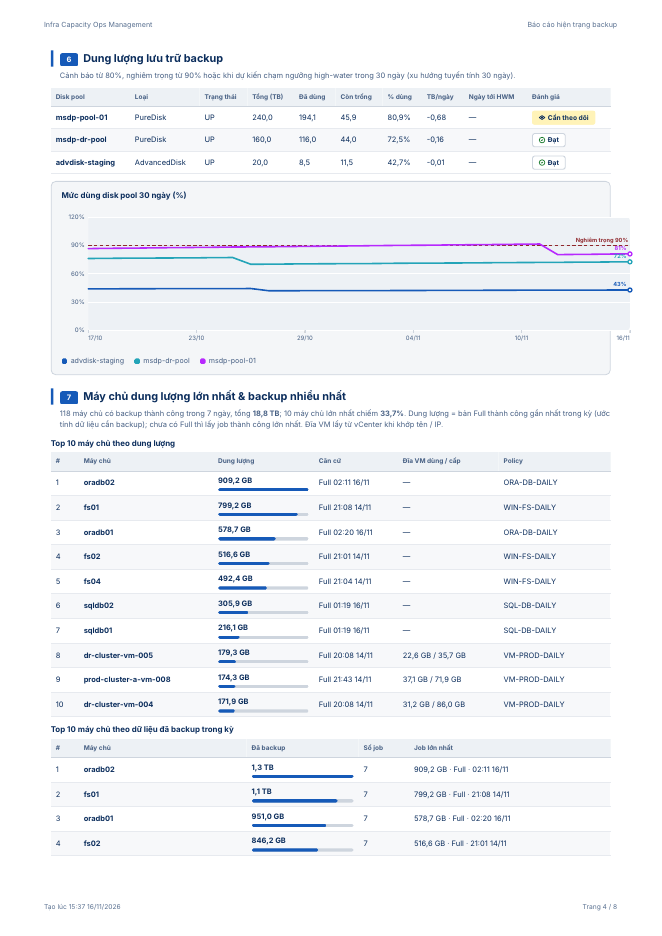 Infra Capacity Ops Management Báo cáo hiện trạng backup
6 Dung lượng lưu trữ backup
Cảnh báo từ 80%, nghiêm trọng từ 90% hoặc khi dự kiến chạm ngưỡng high-water trong 30 ngày (xu hướng tuyến tính 30 ngày).
Disk pool Loại Trạng thái Tổng (TB) Đã dùng Còn trống % dùng TB/ngày Ngày tới HWM Đánh giá
msdp-pool-01 PureDisk UP 240,0 194,1 45,9 80,9% -0,68 — Cần theo dõi
msdp-dr-pool PureDisk UP 160,0 116,0 44,0 72,5% -0,16 — Đạt
advdisk-staging AdvancedDisk UP 20,0 8,5 11,5 42,7% -0,01 — Đạt
Mức dùng disk pool 30 ngày (%)
120%
90%
60%
30%
0%
Nghiêm trọng 90%
81%
72%
43%
17/10 23/10 29/10 04/11 10/11 16/11
advdisk-staging msdp-dr-pool msdp-pool-01
7 Máy chủ dung lượng lớn nhất & backup nhiều nhất
118 máy chủ có backup thành công trong 7 ngày, tổng 18,8 TB; 10 máy chủ lớn nhất chiếm 33,7%. Dung lượng = bản Full thành công gần nhất trong kỳ (ước
tính dữ liệu cần backup); chưa có Full thì lấy job thành công lớn nhất. Đĩa VM lấy từ vCenter khi khớp tên / IP.
Top 10 máy chủ theo dung lượng
# Máy chủ Dung lượng Căn cứ Đĩa VM dùng / cấp Policy
1 oradb02 909,2 GB Full 02:11 16/11 — ORA-DB-DAILY
2 fs01 799,2 GB Full 21:08 14/11 — WIN-FS-DAILY
3 oradb01 578,7 GB Full 02:20 16/11 — ORA-DB-DAILY
4 fs02 516,6 GB Full 21:01 14/11 — WIN-FS-DAILY
5 fs04 492,4 GB Full 21:04 14/11 — WIN-FS-DAILY
6 sqldb02 305,9 GB Full 01:19 16/11 — SQL-DB-DAILY
7 sqldb01 216,1 GB Full 01:19 16/11 — SQL-DB-DAILY
8 dr-cluster-vm-005 179,3 GB Full 20:08 14/11 22,6 GB / 35,7 GB VM-PROD-DAILY
9 prod-cluster-a-vm-008 174,3 GB Full 21:43 14/11 37,1 GB / 71,9 GB VM-PROD-DAILY
10 dr-cluster-vm-004 171,9 GB Full 20:08 14/11 31,2 GB / 86,0 GB VM-PROD-DAILY
Top 10 máy chủ theo dữ liệu đã backup trong kỳ
# Máy chủ Đã backup Số job Job lớn nhất
1 oradb02 1,3 TB 7 909,2 GB · Full · 02:11 16/11
2 fs01 1,1 TB 7 799,2 GB · Full · 21:08 14/11
3 oradb01 951,0 GB 7 578,7 GB · Full · 02:20 16/11
4 fs02 846,2 GB 7 516,6 GB · Full · 21:01 14/11
Tạo lúc 15:37 16/11/2026 Trang 4 / 8